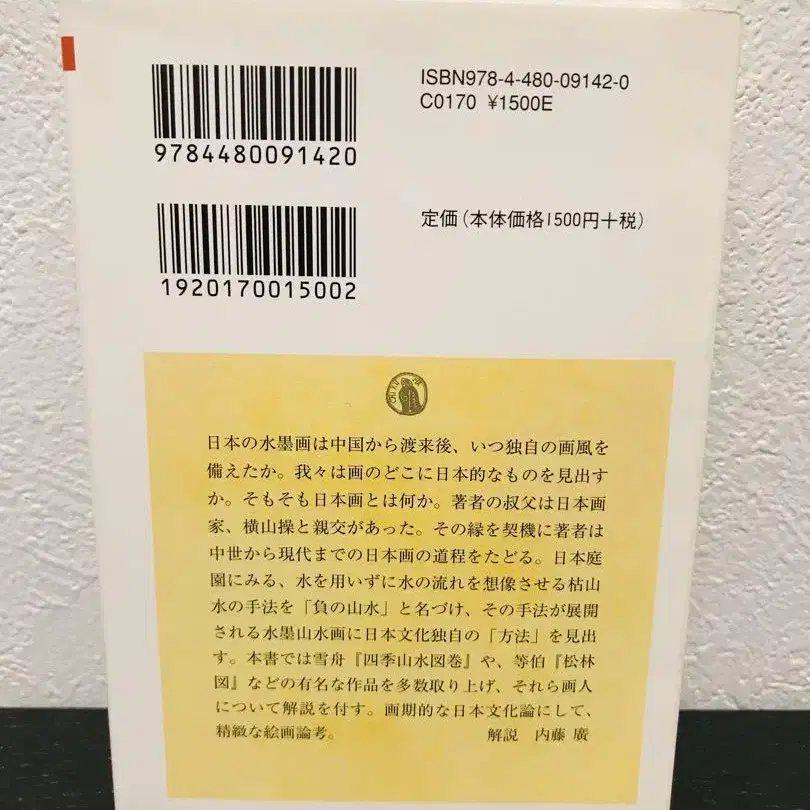 ISBN978-4-480-09142-0
C0170 ¥1500E
9784480091420
定価(本体価格1500円+税)
1920170015002
日本の水墨画は中国から渡来後、いつ独自の画風を
備えたか。我々は画のどこに日本的なものを見出す
か。そもそも日本画とは何か。著者の叔父は日本画
家、横山操と親交があった。その縁を契機に著者は
中世から現代までの日本画の道程をたどる。日本庭
園にみる、水を用いずに水の流れを想像させる枯山
水の手法を「負の山水」と名づけ、その手法が展開
される水墨山水画に日本文化独自の「方法」を見出
す。本書では雪舟『四季山水図巻』や、等伯『松林
図』などの有名な作品を多数取り上げ、それら画人
について解説を付す。画期的な日本文化論にして、
精緻な絵画論考。 解説 内藤 廣